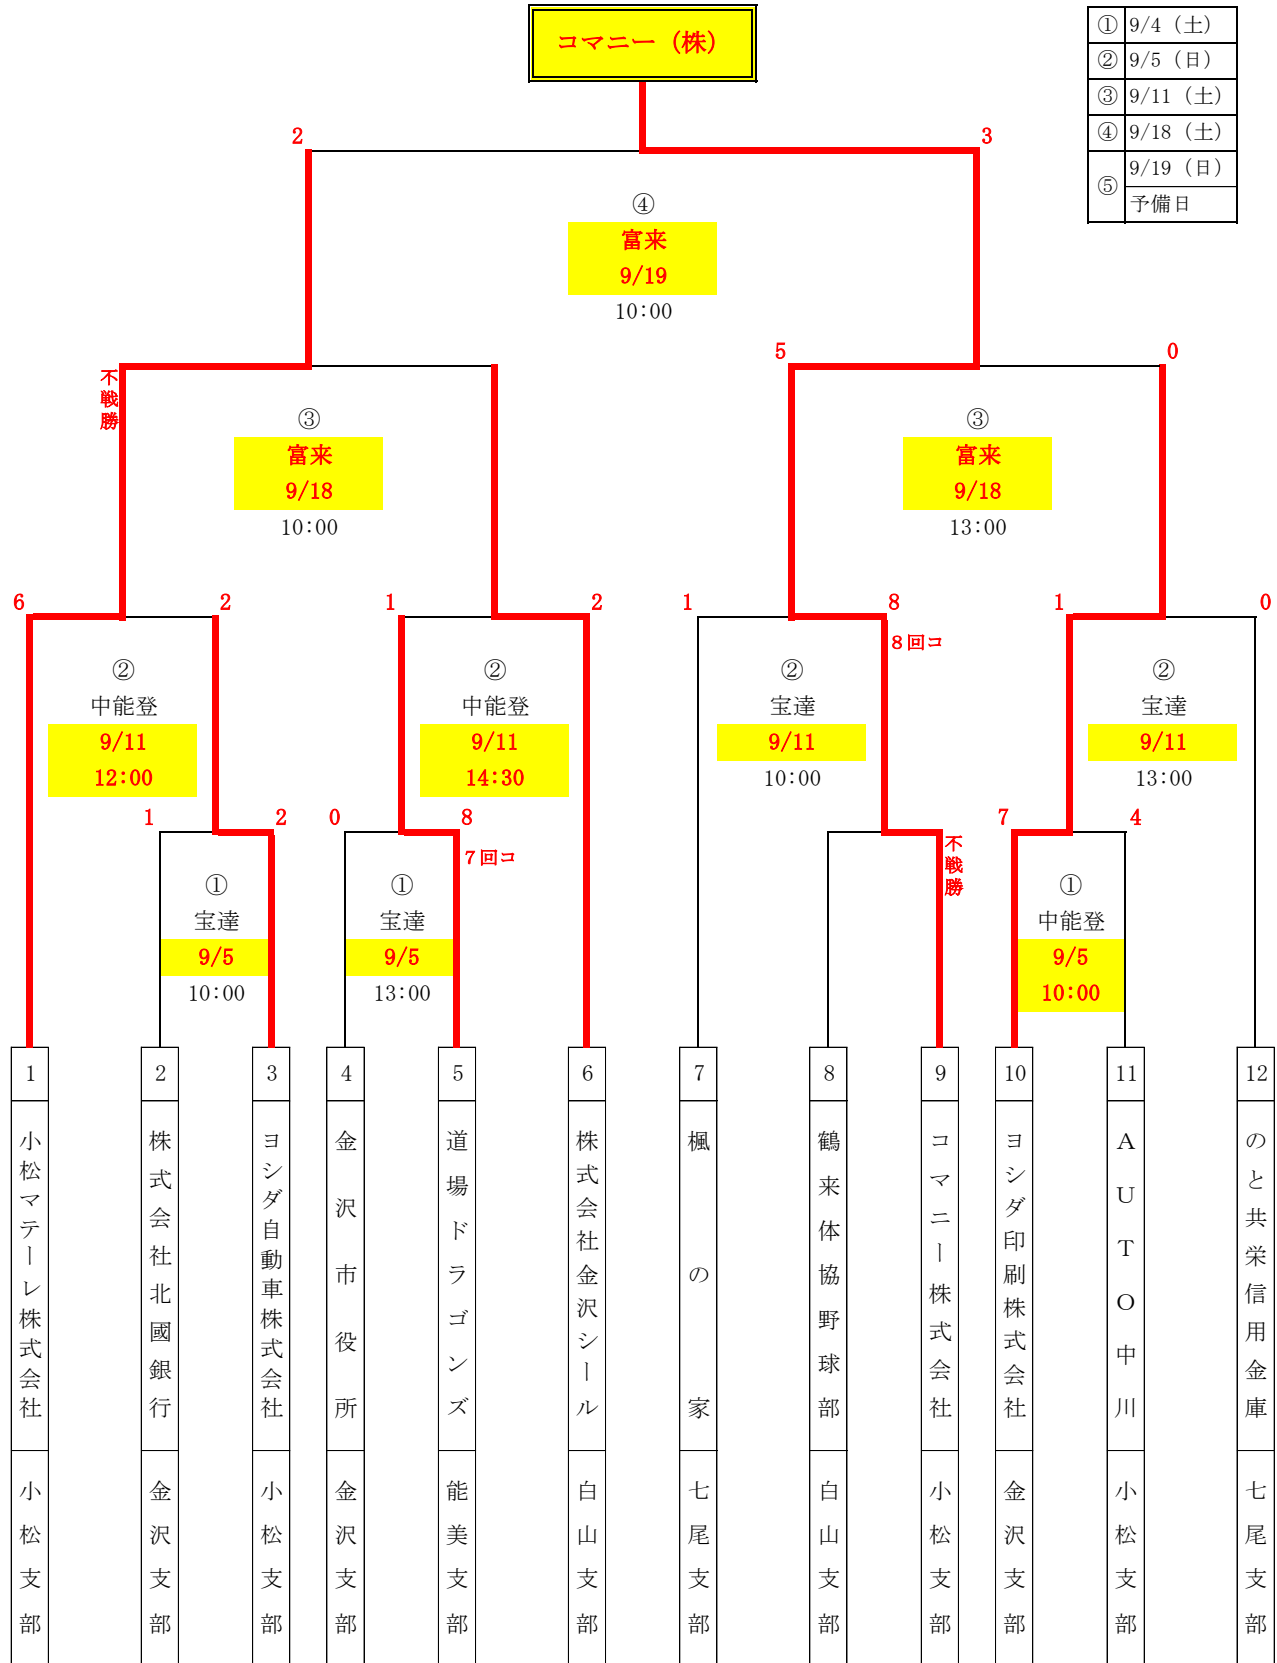 コマニー（株）
① 9/4（土）
② 9/5（日）
③ 9/11（土）
④ 9/18（土）
⑤ 9/19（日）
予備日
2 3
④
富来
9/19
10:00
5 0
不戦勝
③ ③
富来 富来
9/18 9/18
10:00 13:00
6 2 1 2 1 8 1 0
8回コ
② ② ② ②
中能登 中能登 宝達 宝達
9/11 9/11 9/11 9/11
12:00 14:30 10:00 13:00
1 2 0 8 7 4
7回コ
不戦勝
① ① ①
宝達 宝達 中能登
9/5 9/5 9/5
10:00 13:00 10:00
1 2 3 4 5 6 7 8 9 10 11 12
小松マテーレ株式会社
株式会社北國銀行
ヨシダ自動車株式会社
金沢市役所
道場ドラゴンズ
株式会社金沢シール
楓の家
鶴来体協野球部
コマニー株式会社
ヨシダ印刷株式会社
AUTO中川
のと共栄信用金庫
小松支部
金沢支部
小松支部
金沢支部
能美支部
白山支部
七尾支部
白山支部
小松支部
金沢支部
小松支部
七尾支部